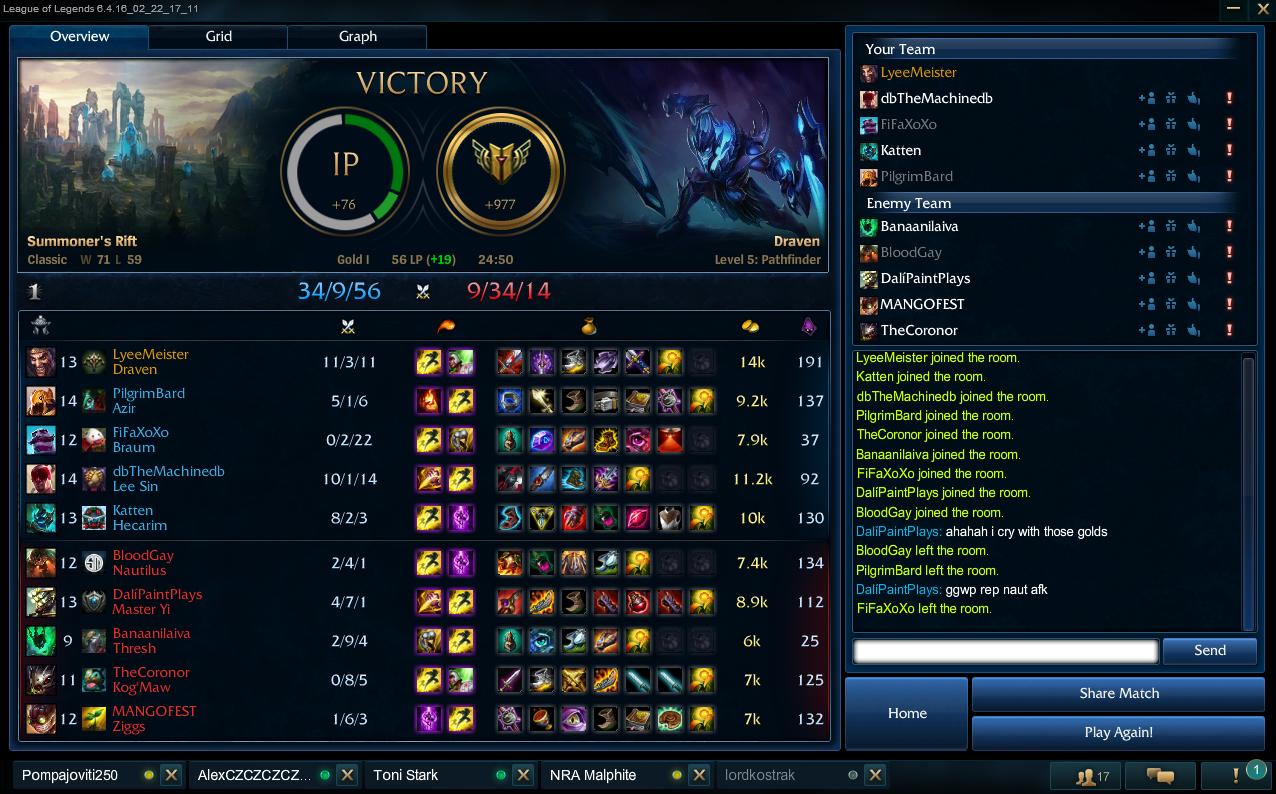 League of Legends 6.4.16_02_22_17_11
Overview
Grid
Graph
VICTORY
IP
+76
+977
Summoner's Rift
Draven
Classic W 71 L 59
Gold I 56 LP (+19) 24:50
Level 5: Pathfinder
1
34/9/56
9/34/14
13 LyeeMeister Draven 11/3/11 14k 191
14 PilgrimBard Azir 5/1/6 9.2k 137
12 FiFaXoXo Braum 0/2/22 7.9k 37
14 dbTheMachinedb Lee Sin 10/1/14 11.2k 92
13 Katten Hecarim 8/2/3 10k 130
12 BloodGay Nautilus 2/4/1 7.4k 134
13 DalíPaintPlays Master Yi 4/7/1 8.9k 112
9 Banaanilaiva Thresh 2/9/4 6k 25
11 TheCoronor Kog'Maw 0/8/5 7k 125
12 MANGOFEST Ziggs 1/6/3 7k 132
Your Team
LyeeMeister
dbTheMachinedb
FiFaXoXo
Katten
PilgrimBard
Enemy Team
Banaanilaiva
BloodGay
DalíPaintPlays
MANGOFEST
TheCoronor
LyeeMeister joined the room.
Katten joined the room.
dbTheMachinedb joined the room.
PilgrimBard joined the room.
TheCoronor joined the room.
Banaanilaiva joined the room.
FiFaXoXo joined the room.
DalíPaintPlays joined the room.
BloodGay joined the room.
DalíPaintPlays: ahahah i cry with those golds
BloodGay left the room.
PilgrimBard left the room.
DalíPaintPlays: ggwp rep naut afk
FiFaXoXo left the room.
Send
Home
Share Match
Play Again!
Pompajoviti250
AlexCZCZCZCZ...
Toni Stark
NRA Malphite
lordkostrak
17
1